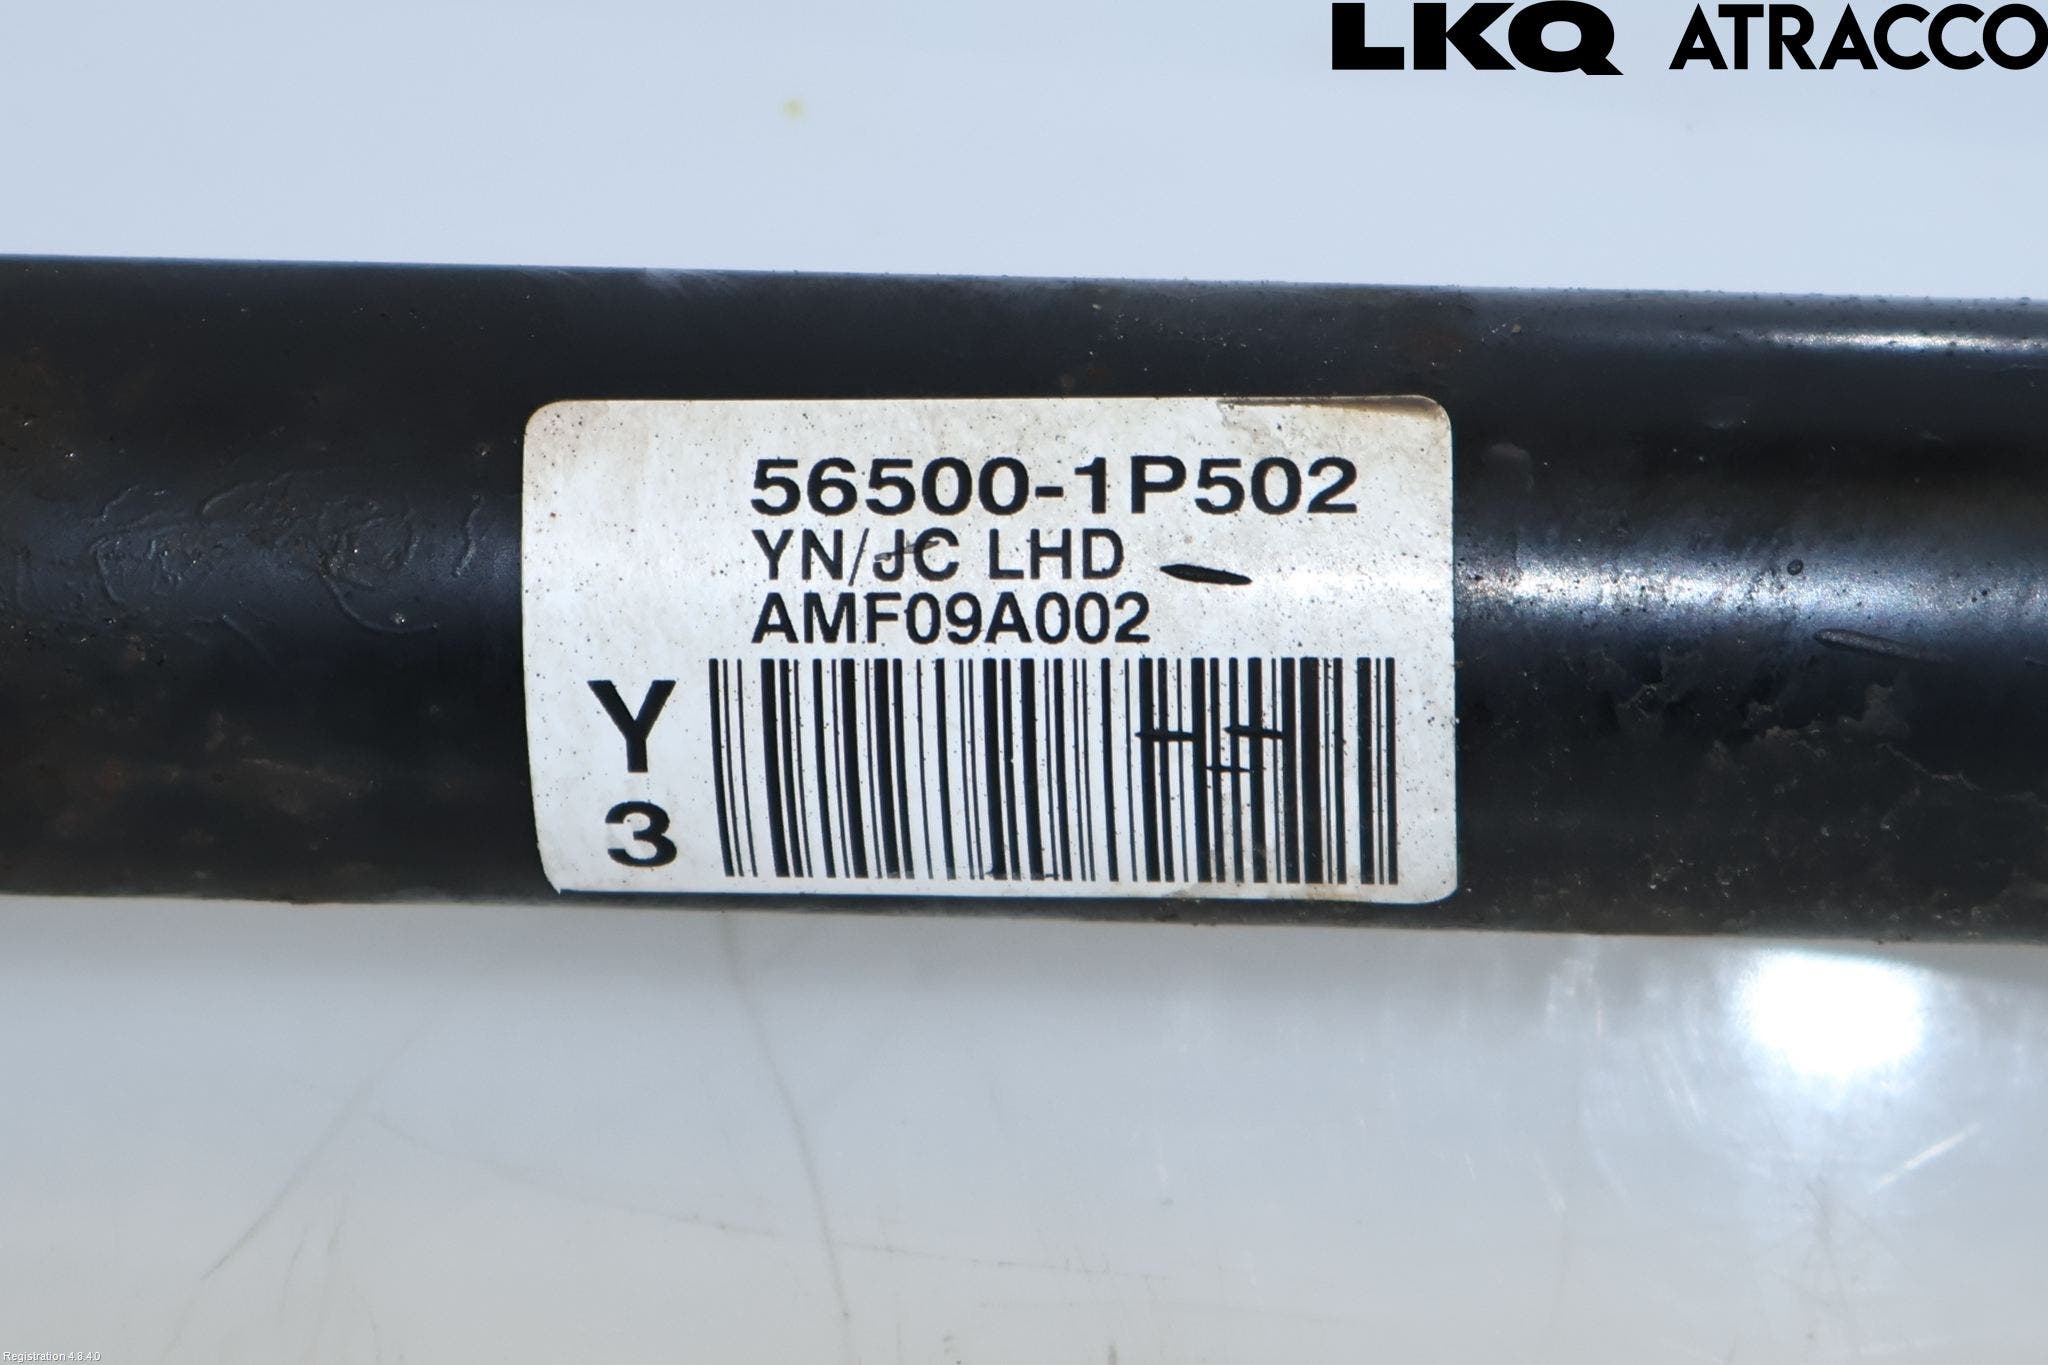 LKQ ATRACCO
56500-1P502
YN/JC LHD
AMF09A002
Y
3
Registration 4.8.4.0